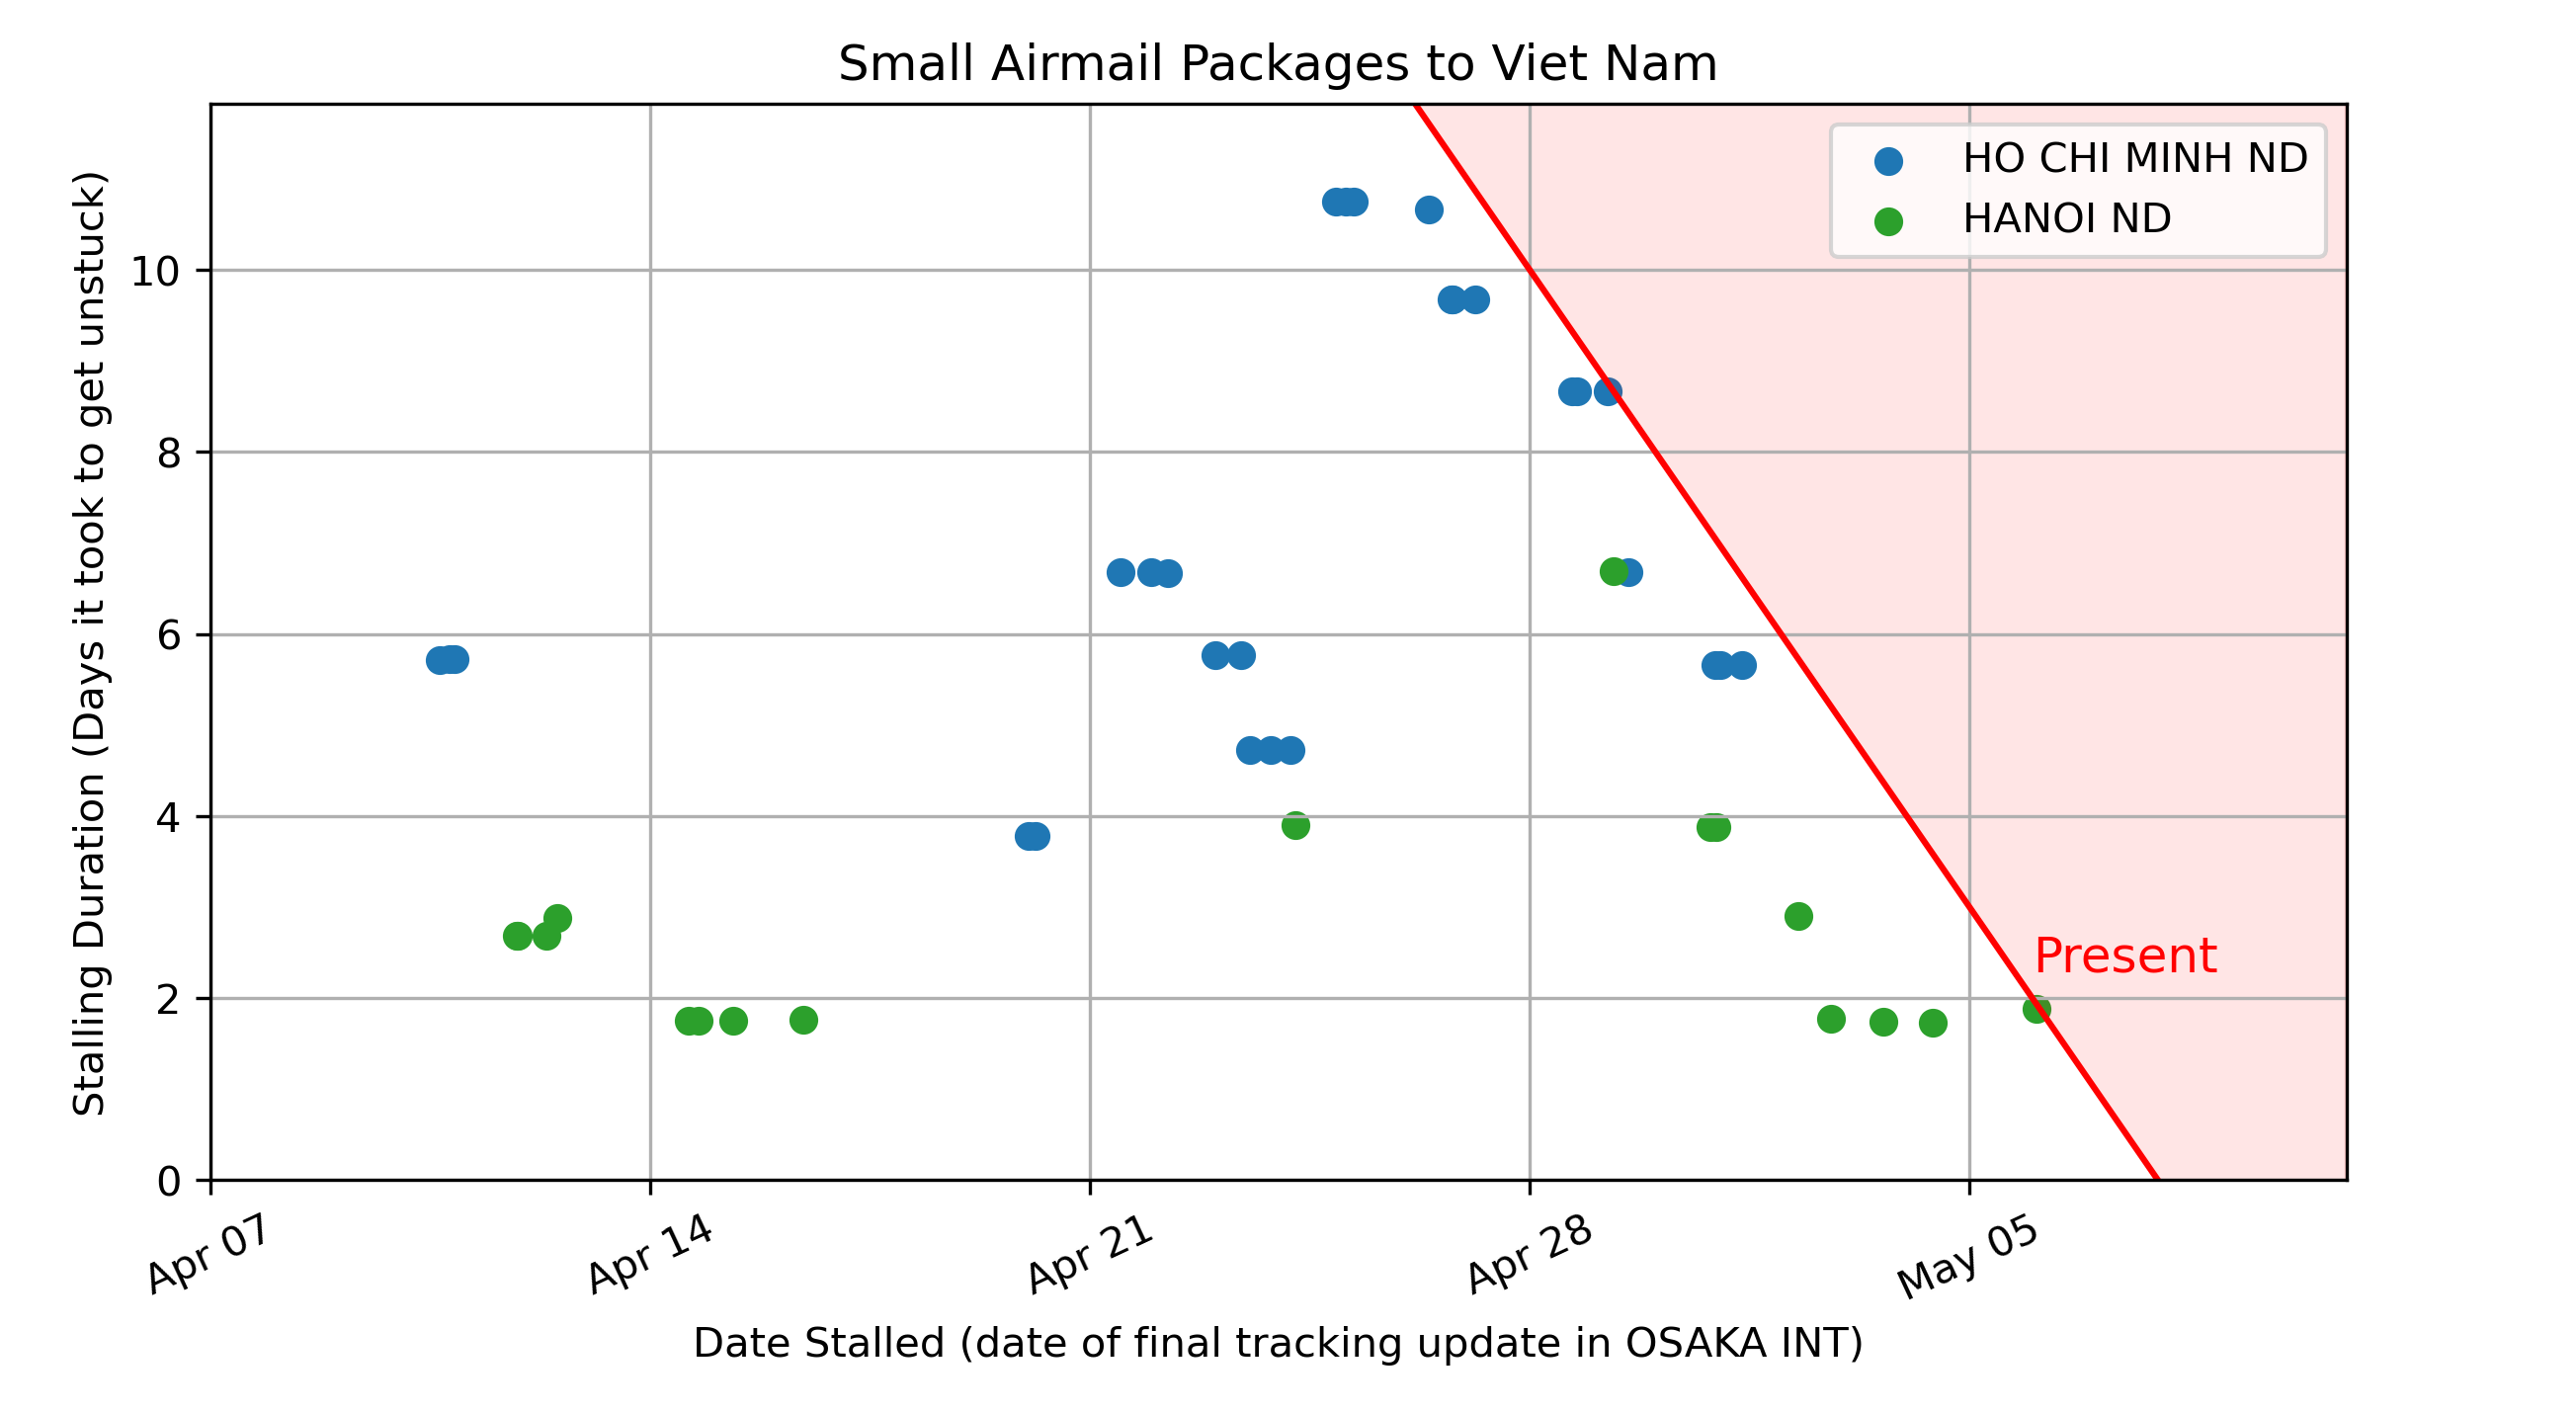 Small Airmail Packages to Viet Nam
HO CHI MINH ND
HANOI ND
Stalling Duration (Days it took to get unstuck)
10
8
6
4
2
0
Present
Apr 07
Apr 14
Apr 21
Apr 28
May 05
Date Stalled (date of final tracking update in OSAKA INT)